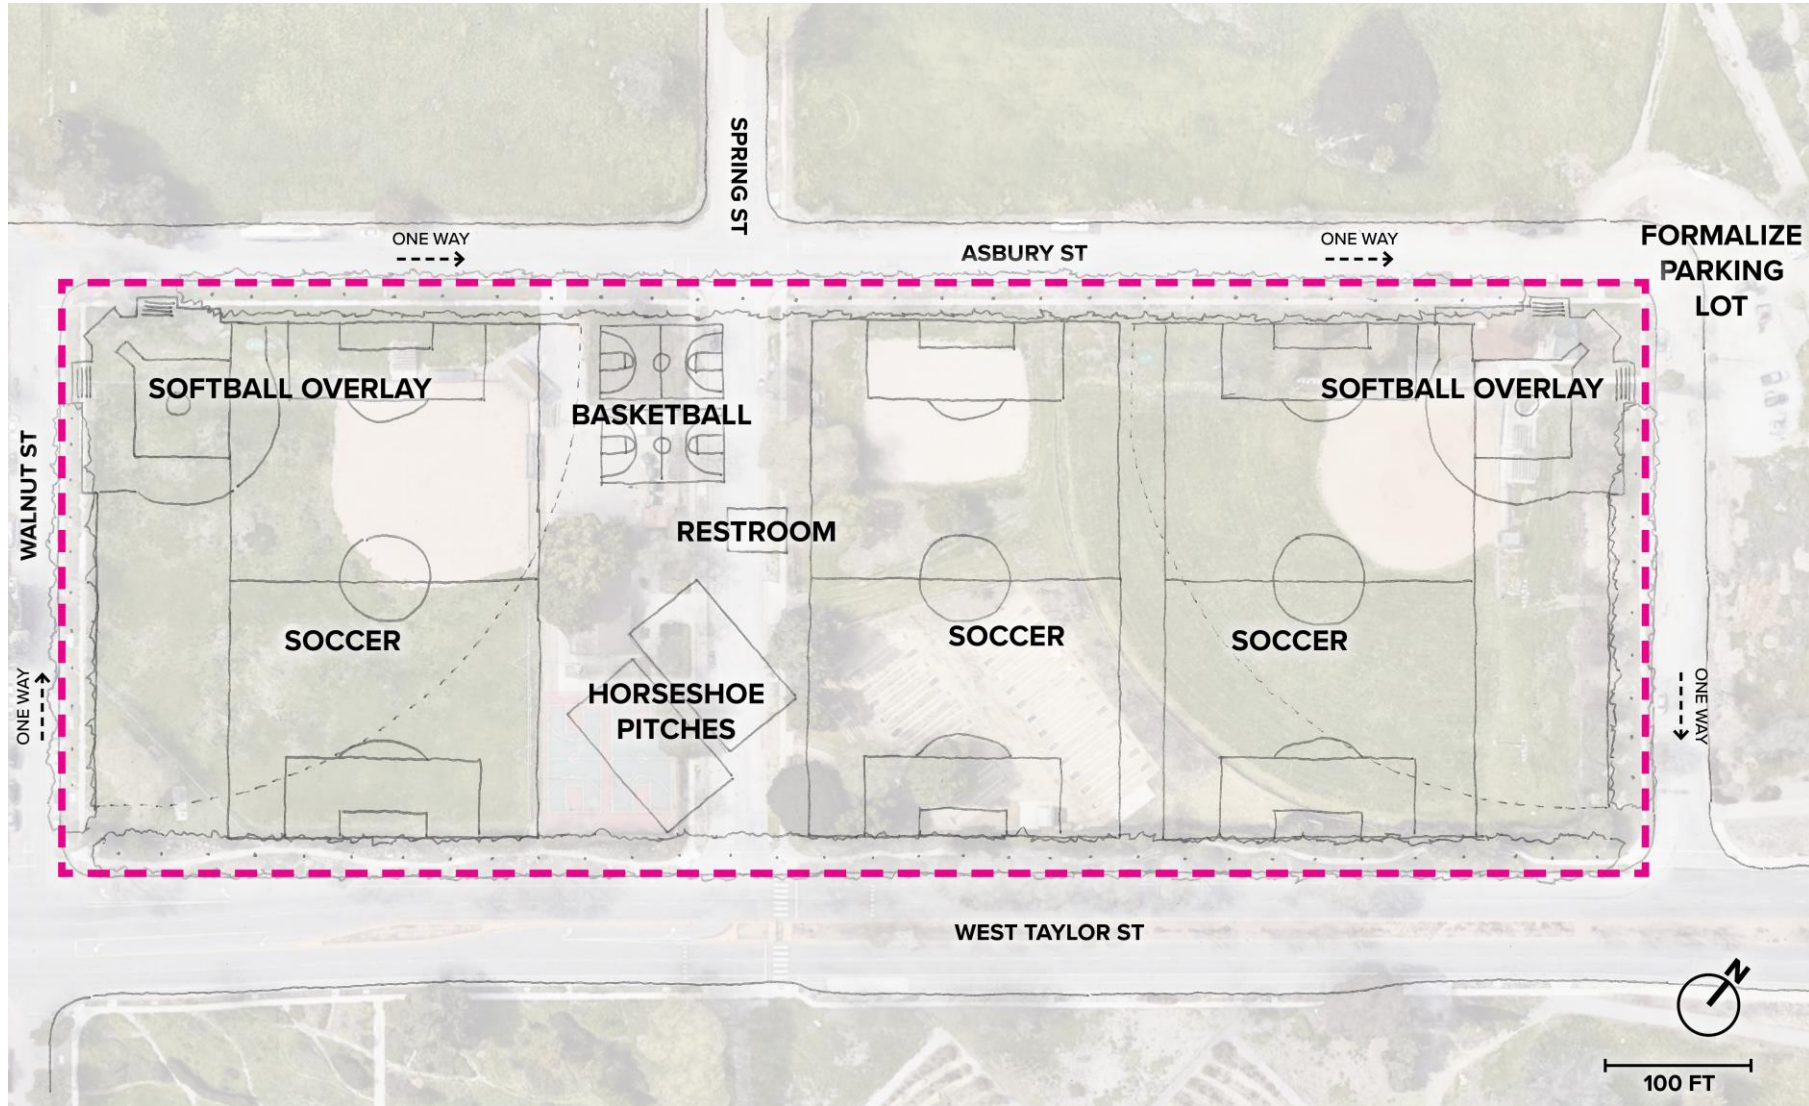 SPRING ST
ONE WAY
ASBURY ST
ONE WAY
FORMALIZE
PARKING
LOT
SOFTBALL OVERLAY
BASKETBALL
SOFTBALL OVERLAY
WALNUT ST
RESTROOM
SOCCER
SOCCER
SOCCER
ONE WAY
HORSESHOE
PITCHES
ONE WAY
WEST TAYLOR ST
N
100 FT